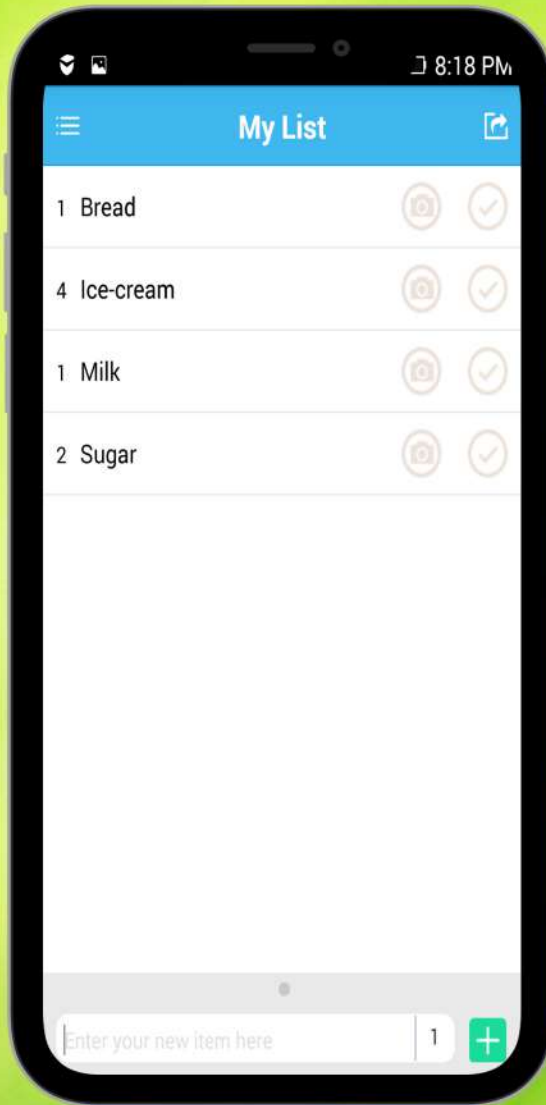 8:18 PM
My List
1 Bread
4 Ice-cream
1 Milk
2 Sugar
Enter your new item here 1